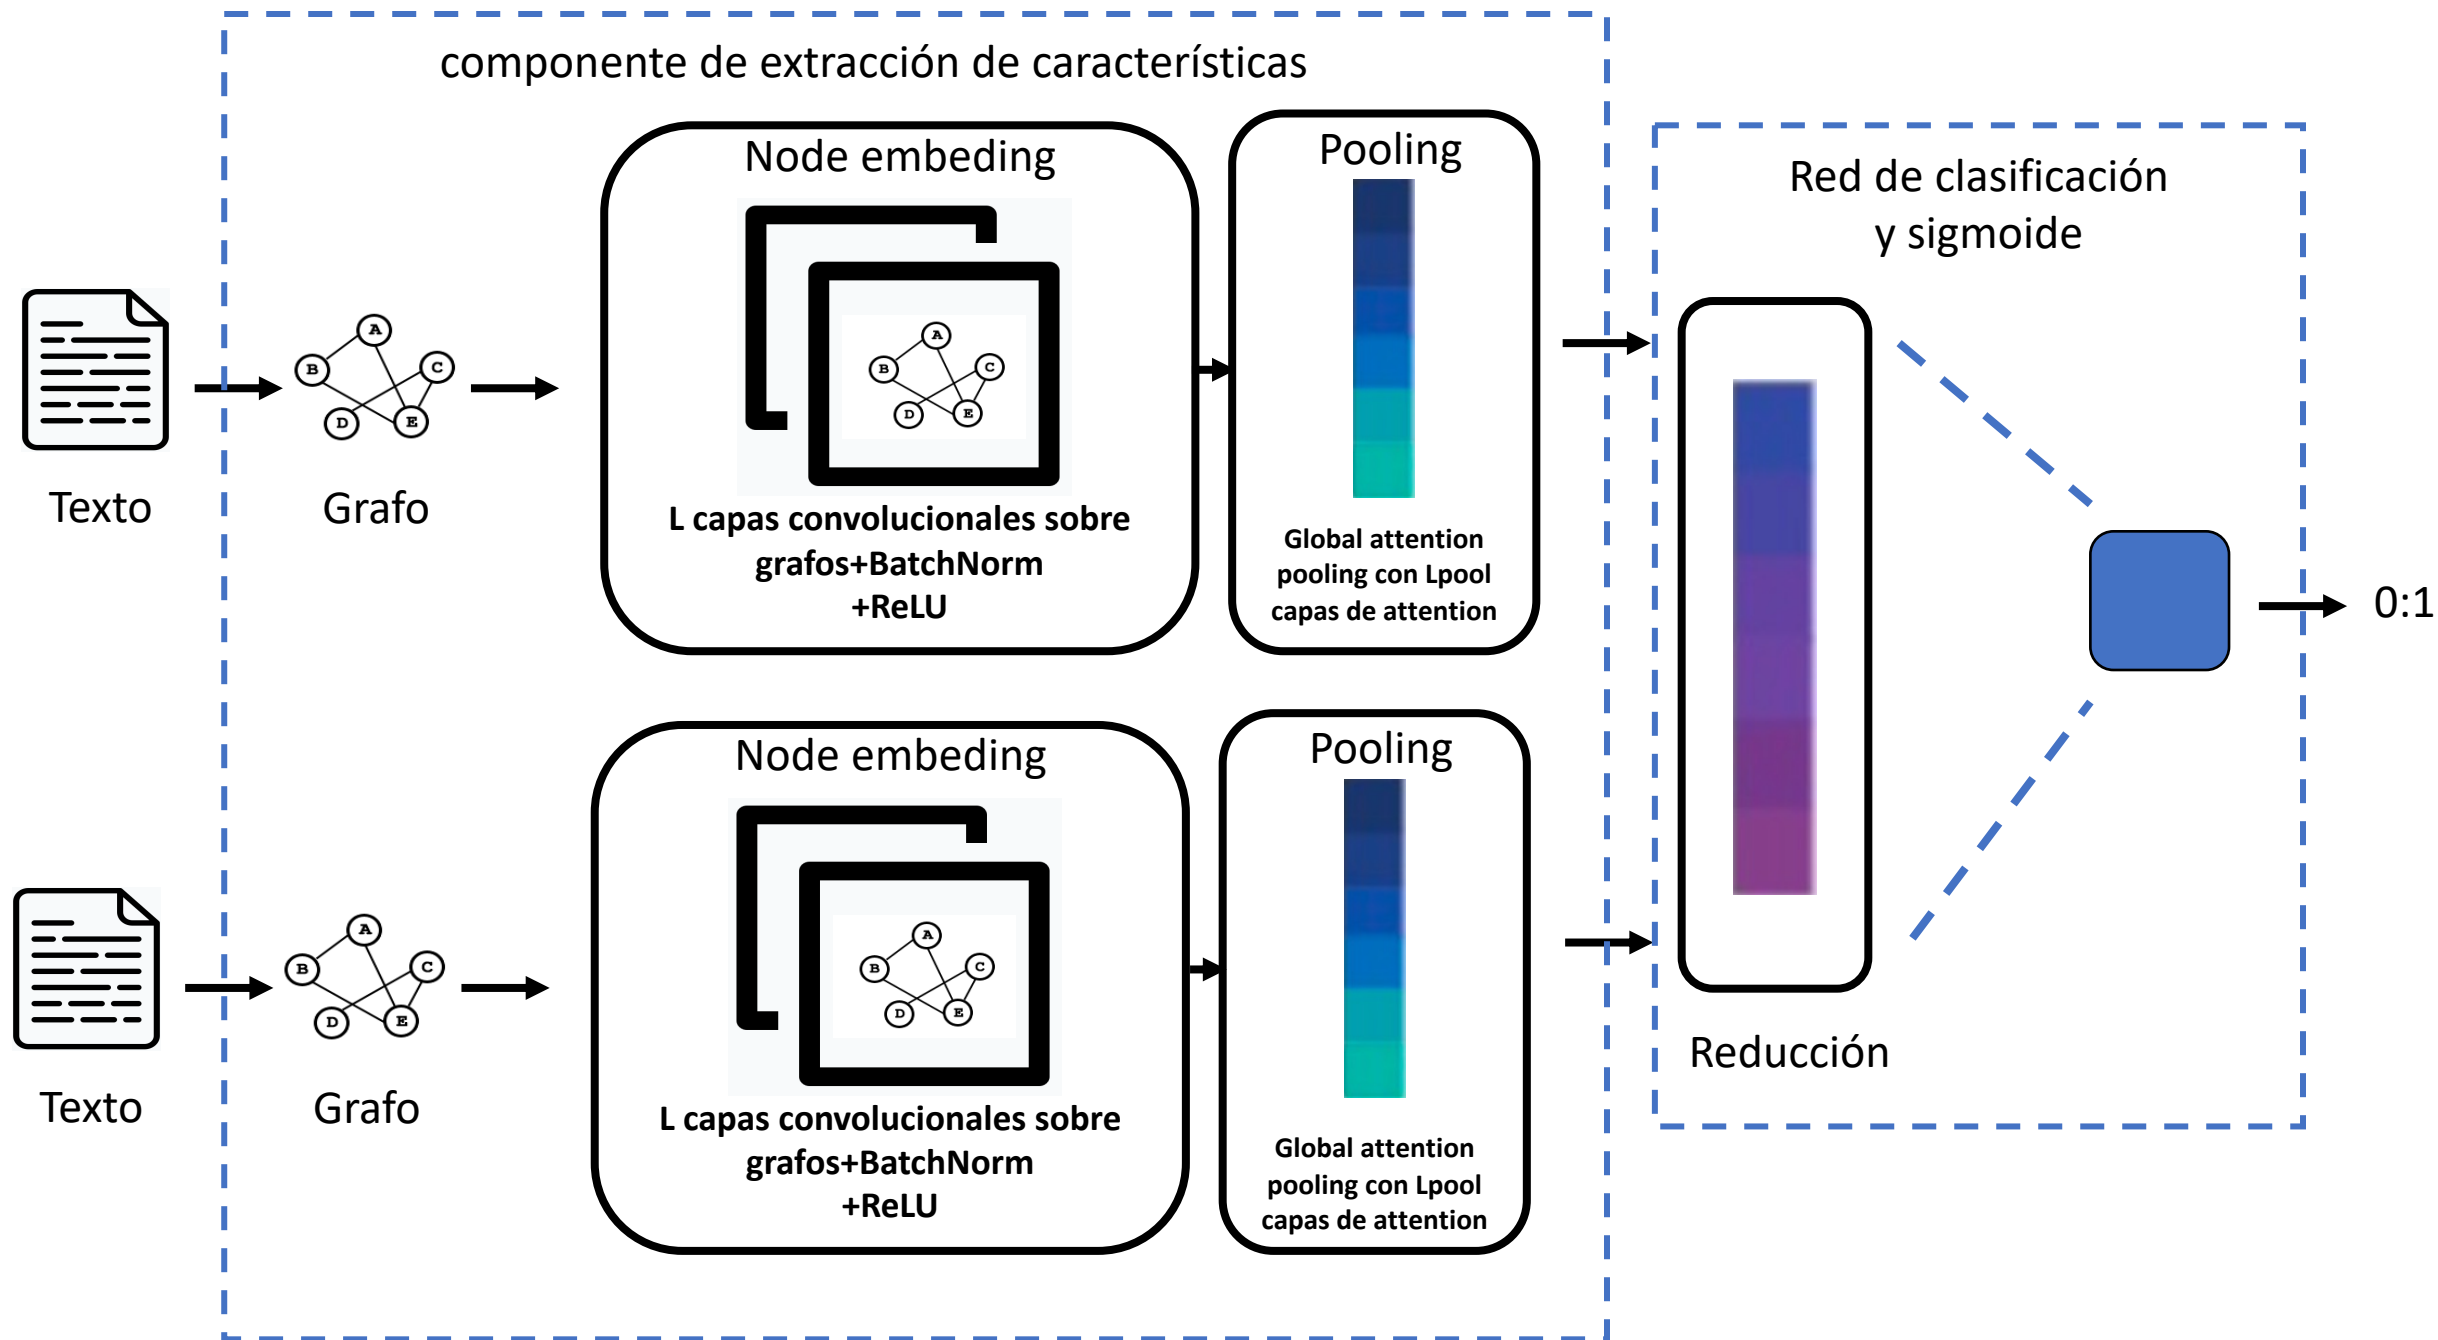 componente de extracción de características
Node embeding
Pooling
Red de clasificación
y sigmoide
A
B
C
D
E
A
B
C
D
E
Texto
Grafo
L capas convolucionales sobre
grafos+BatchNorm
+ReLU
Global attention
pooling con Lpool
capas de attention
0:1
Node embeding
Pooling
A
B
C
D
E
A
B
C
D
E
Texto
Grafo
L capas convolucionales sobre
grafos+BatchNorm
+ReLU
Global attention
pooling con Lpool
capas de attention
Reducción